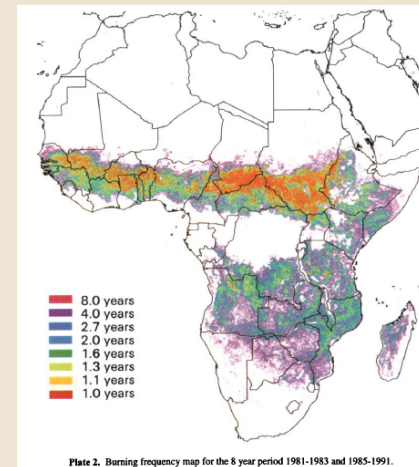 8.0 years
4.0 years
2.7 years
2.0 years
1.6 years
1.3 years
1.1 years
1.0 years
Plate 2. Burning frequency map for the 8 year period 1981-1983 and 1985-1991.